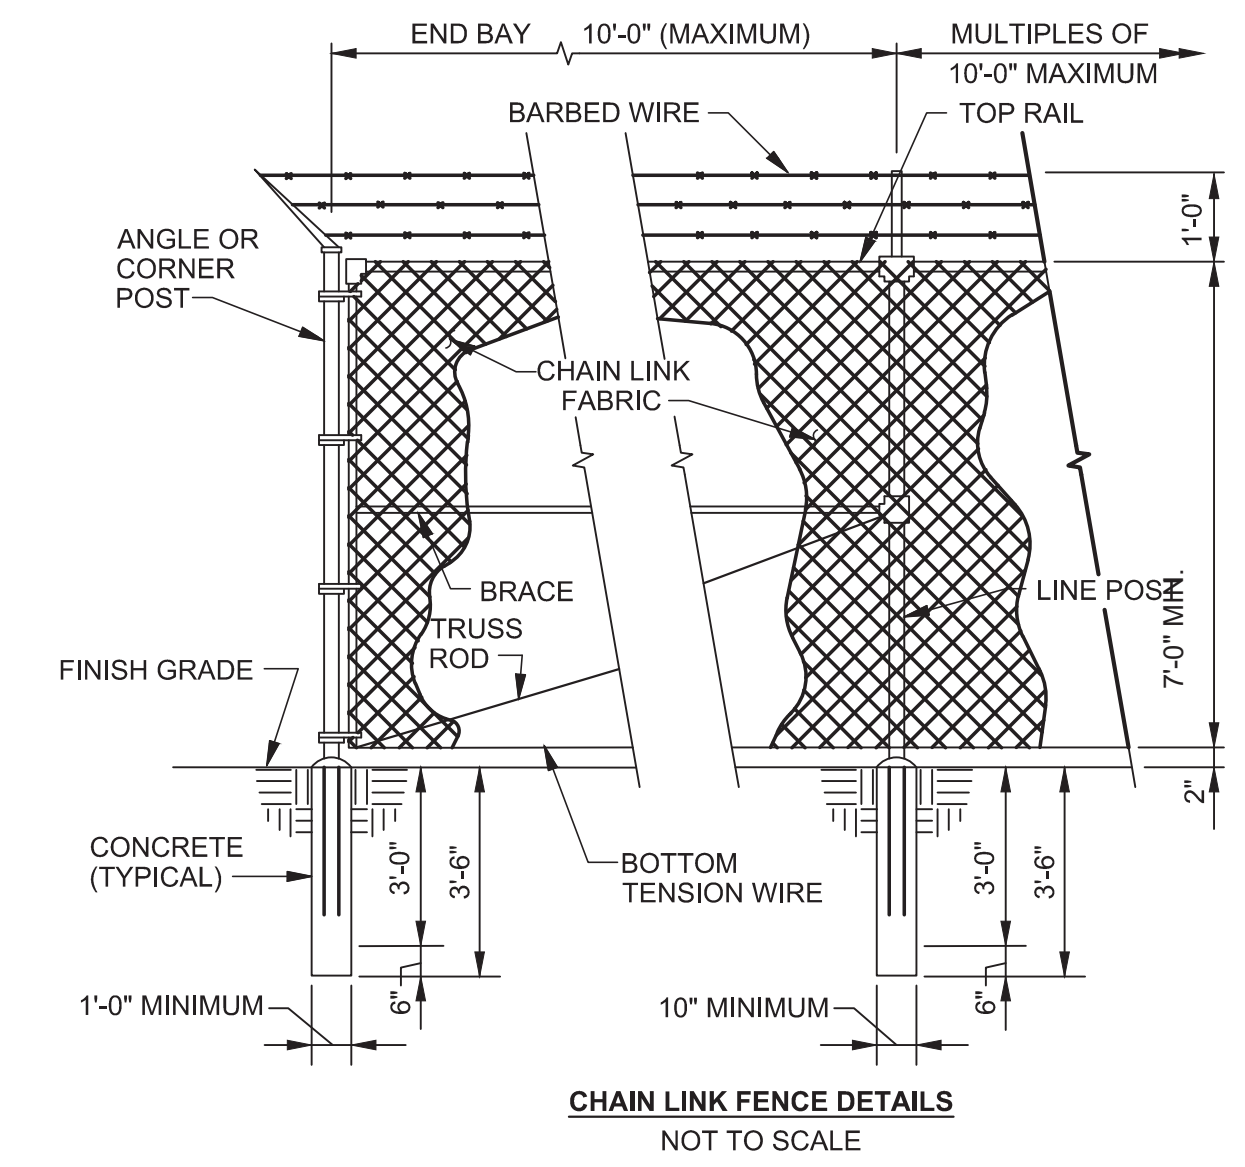 END BAY
10'-0" (MAXIMUM)
MULTIPLES OF
10'-0" MAXIMUM
BARBED WIRE
TOP RAIL
ANGLE OR
CORNER
POST
1'-0"
CHAIN LINK
FABRIC
BRACE
LINE POST
7'-0" MIN.
TRUSS
ROD
FINISH GRADE
2"
CONCRETE
(TYPICAL)
3'-0"
3'-6"
BOTTOM
TENSION WIRE
3'-0"
3'-6"
6"
6"
1'-0" MINIMUM
10" MINIMUM
CHAIN LINK FENCE DETAILS
NOT TO SCALE